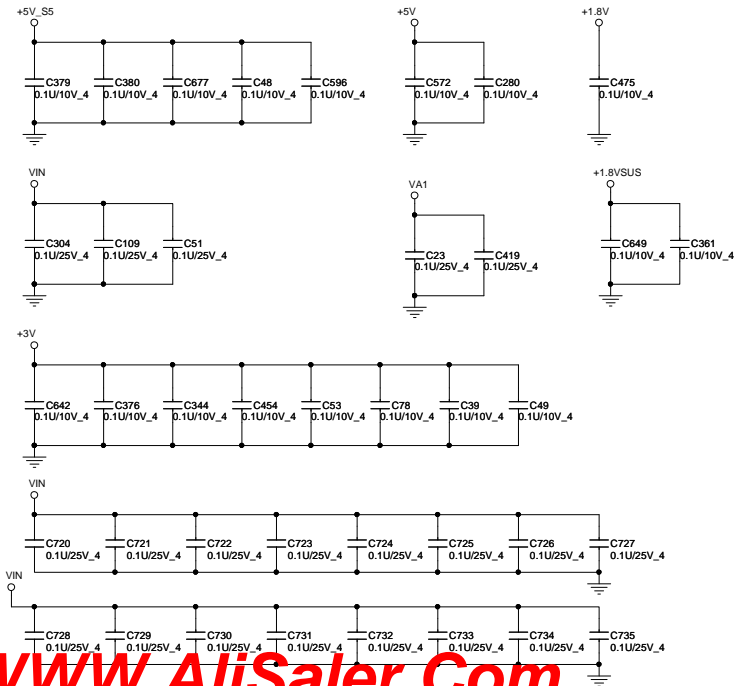 +5V_S5
+5V
+1.8V
C379 C380 C677 C48 C596 C572 C280 C475
0.1U/10V_4 0.1U/10V_4 0.1U/10V_4 0.1U/10V_4 0.1U/10V_4 0.1U/10V_4 0.1U/10V_4 0.1U/10V_4
VIN
VA1
+1.8VSUS
C304 C109 C51 C23 C419 C649 C361
0.1U/25V_4 0.1U/25V_4 0.1U/25V_4 0.1U/25V_4 0.1U/25V_4 0.1U/10V_4 0.1U/10V_4
+3V
C642 C376 C344 C454 C53 C78 C39 C49
0.1U/10V_4 0.1U/10V_4 0.1U/10V_4 0.1U/10V_4 0.1U/10V_4 0.1U/10V_4 0.1U/10V_4 0.1U/10V_4
VIN
C720 C721 C722 C723 C724 C725 C726 C727
0.1U/25V_4 0.1U/25V_4 0.1U/25V_4 0.1U/25V_4 0.1U/25V_4 0.1U/25V_4 0.1U/25V_4 0.1U/25V_4
VIN
C728 C729 C730 C731 C732 C733 C734 C735
0.1U/25V_4 0.1U/25V_4 0.1U/25V_4 0.1U/25V_4 0.1U/25V_4 0.1U/25V_4 0.1U/25V_4 0.1U/25V_4
WWW.AliSaler.Com